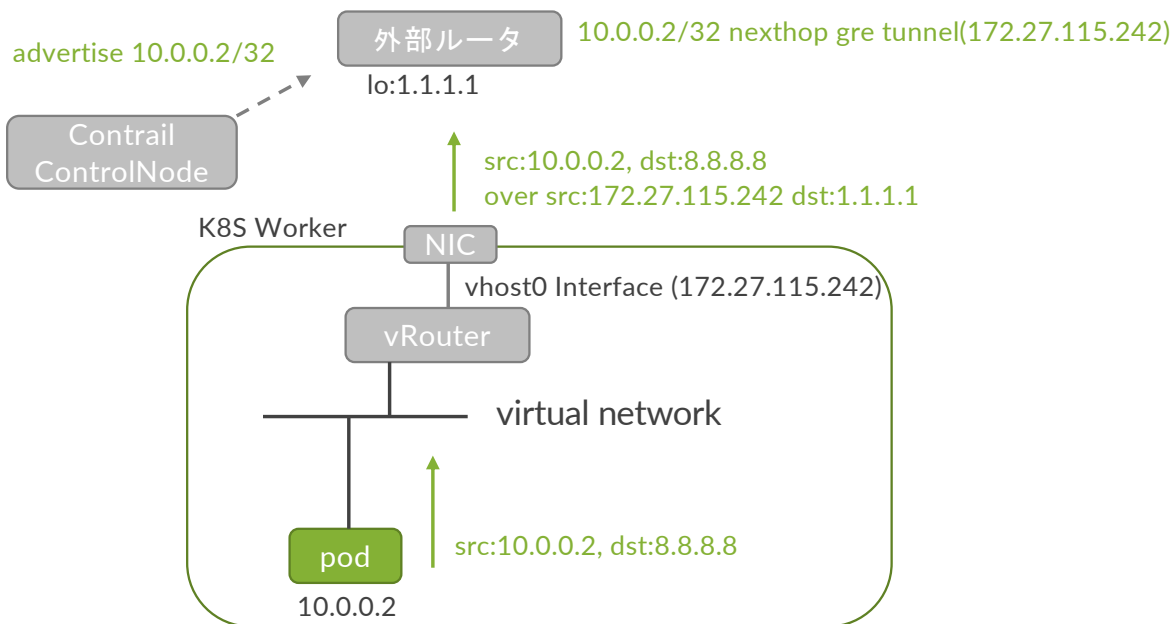 外部ルータ
10.0.0.2/32 nexthop gre tunnel(172.27.115.242)
advertise 10.0.0.2/32
lo:1.1.1.1
Contrail
ControlNode
src:10.0.0.2, dst:8.8.8.8
over src:172.27.115.242 dst:1.1.1.1
K8S Worker
NIC
vhost0 Interface (172.27.115.242)
vRouter
virtual network
pod
src:10.0.0.2, dst:8.8.8.8
10.0.0.2